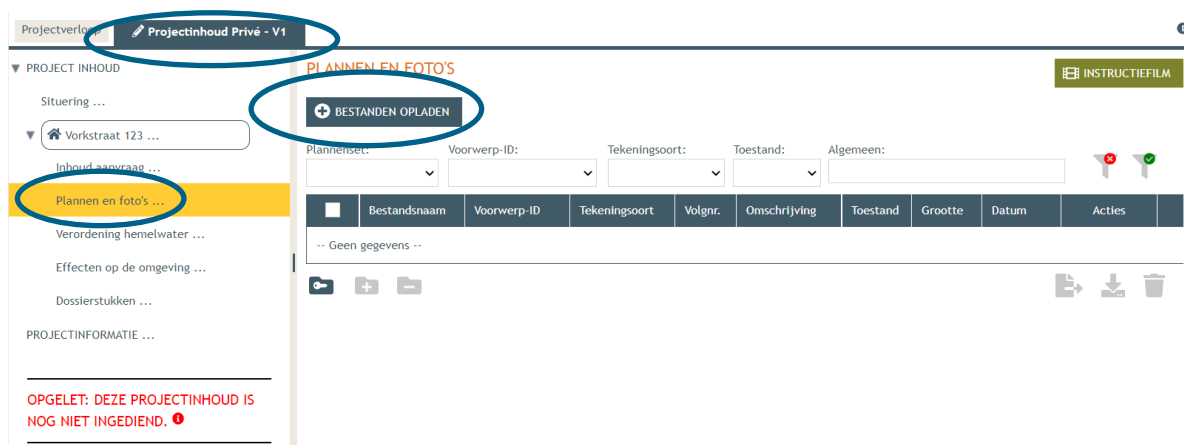 Projectverloop
Projectinhoud Privé - V1
PROJECT INHOUD
Situering ...
Vorkstraat 123 ...
Inhoud aanvraag ...
Plannen en foto's ...
Verordening hemelwater ...
Effecten op de omgeving ...
Dossierstukken ...
PROJECTINFORMATIE ...
OPGELET: DEZE PROJECTINHOUD IS
NOG NIET INGEDIEND.
PLANNEN EN FOTO'S
INSTRUCTIEFILM
BESTANDEN OPLADEN
Plannenset: Voorwerp-ID: Tekeningsoort: Toestand: Algemeen:
Bestandsnaam Voorwerp-ID Tekeningsoort Volgnr. Omschrijving Toestand Grootte Datum Acties
-- Geen gegevens --